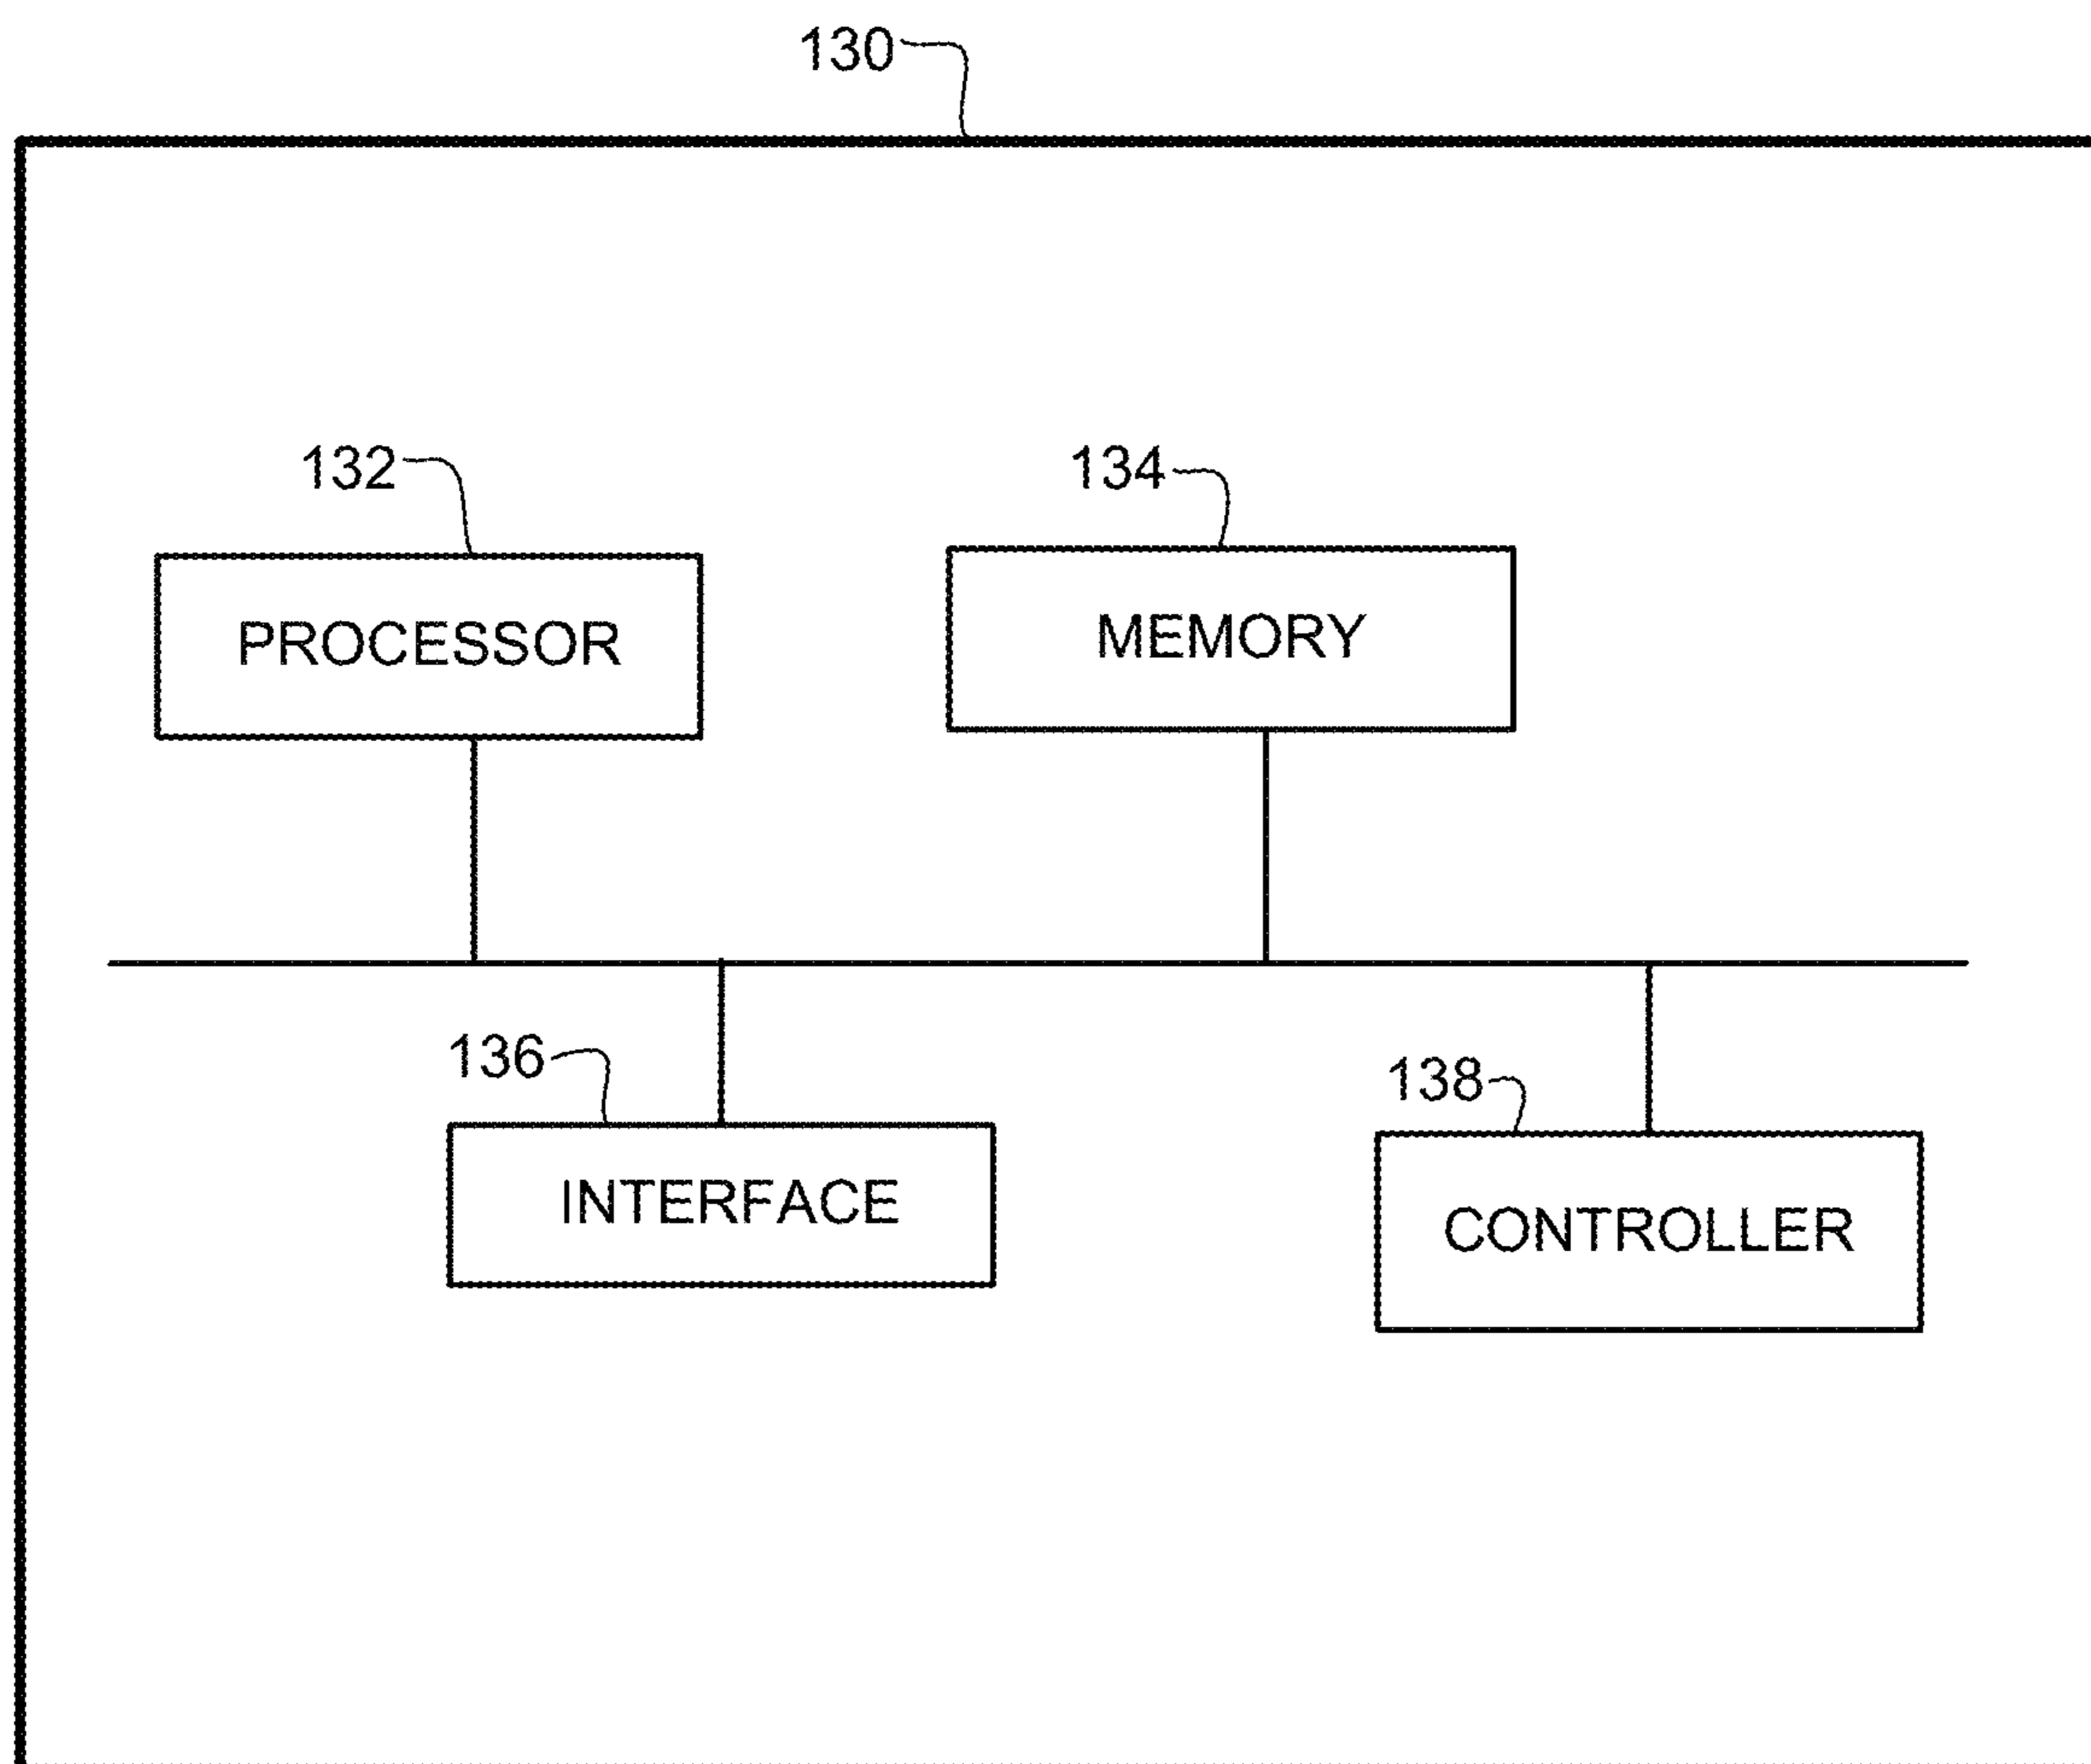 130
132
134
PROCESSOR
MEMORY
136
138
INTERFACE
CONTROLLER